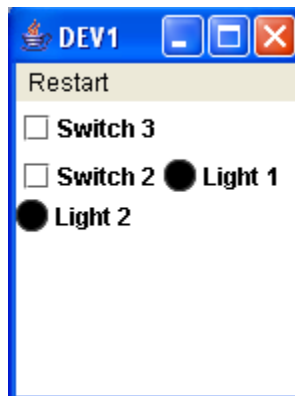 DEV1
Restart
Switch 3
Switch 2 Light 1
Light 2